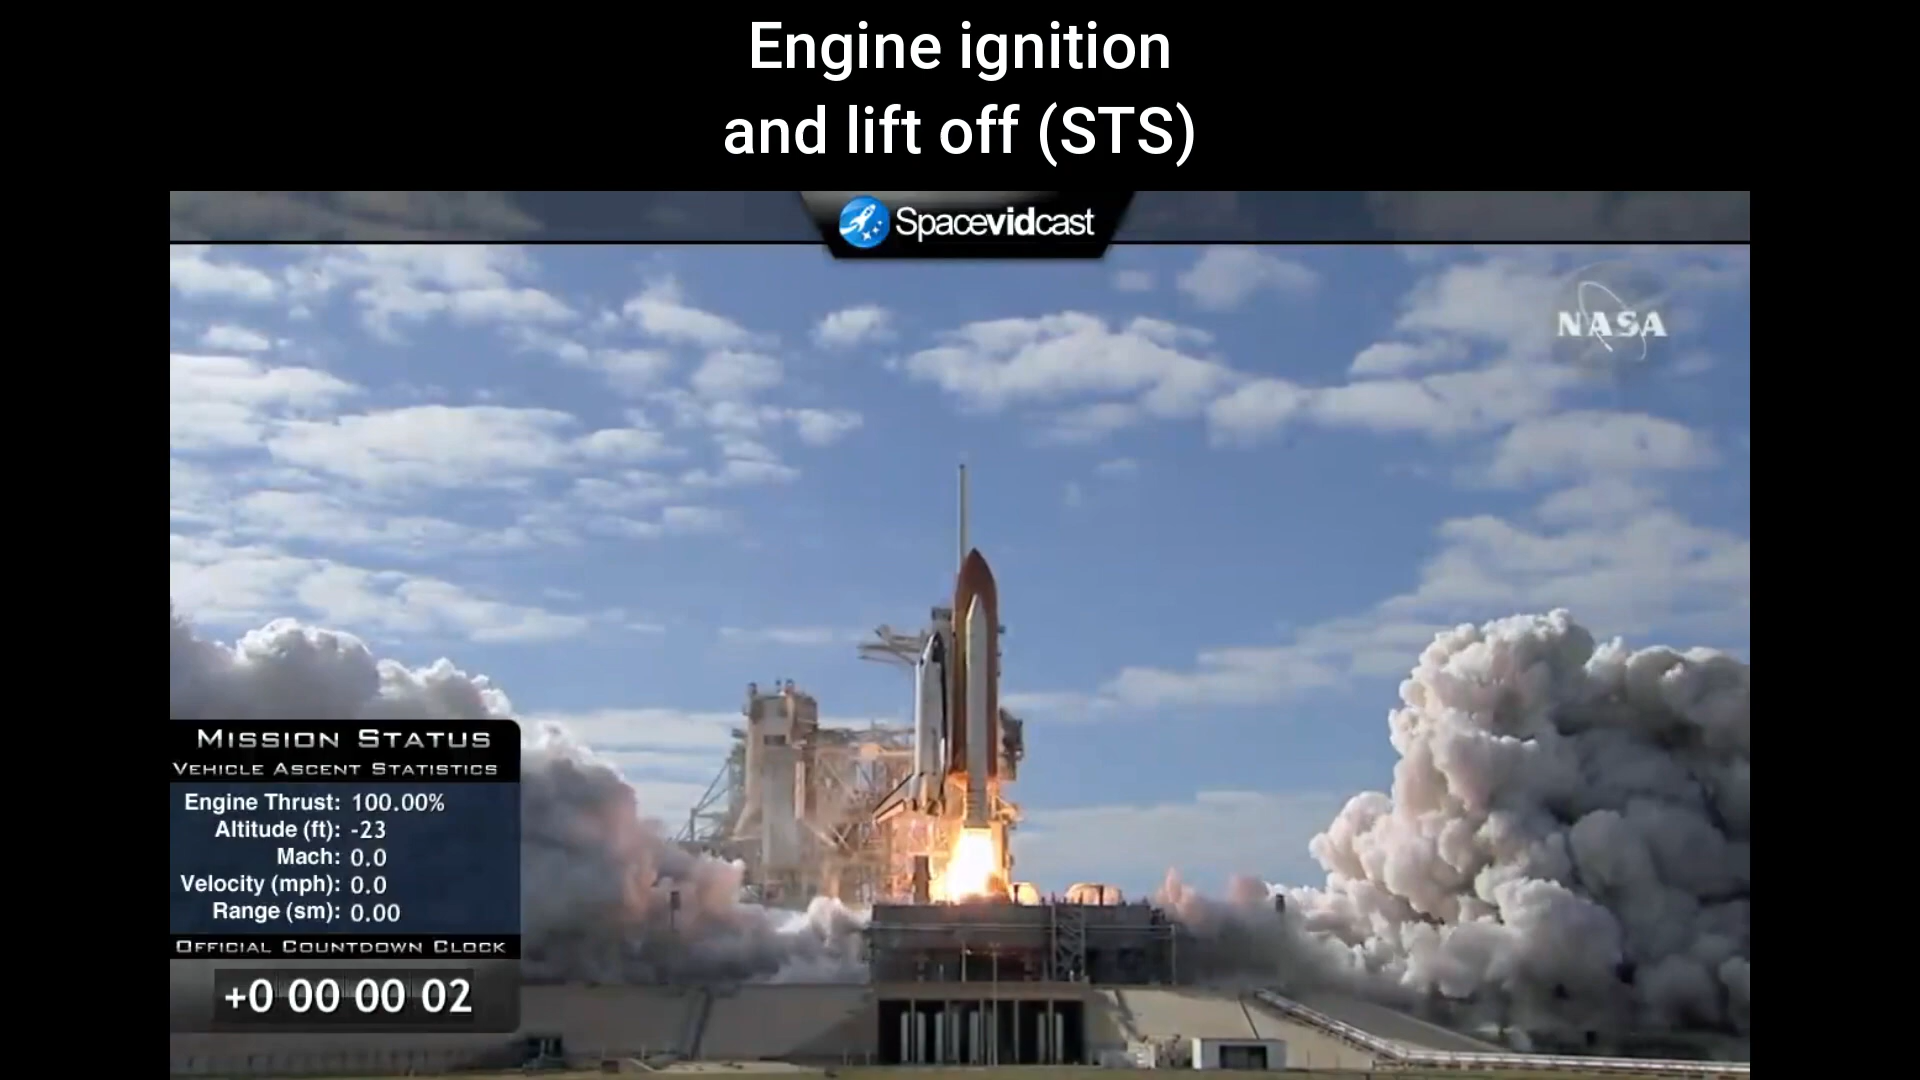 Engine ignition
and lift off (STS)
Spacevidcast
NASA
MISSION STATUS
VEHICLE ASCENT STATISTICS
Engine Thrust: 100.00%
Altitude (ft): -23
Mach: 0.0
Velocity (mph): 0.0
Range (sm): 0.00
OFFICIAL COUNTDOWN CLOCK
+0 00 00 02